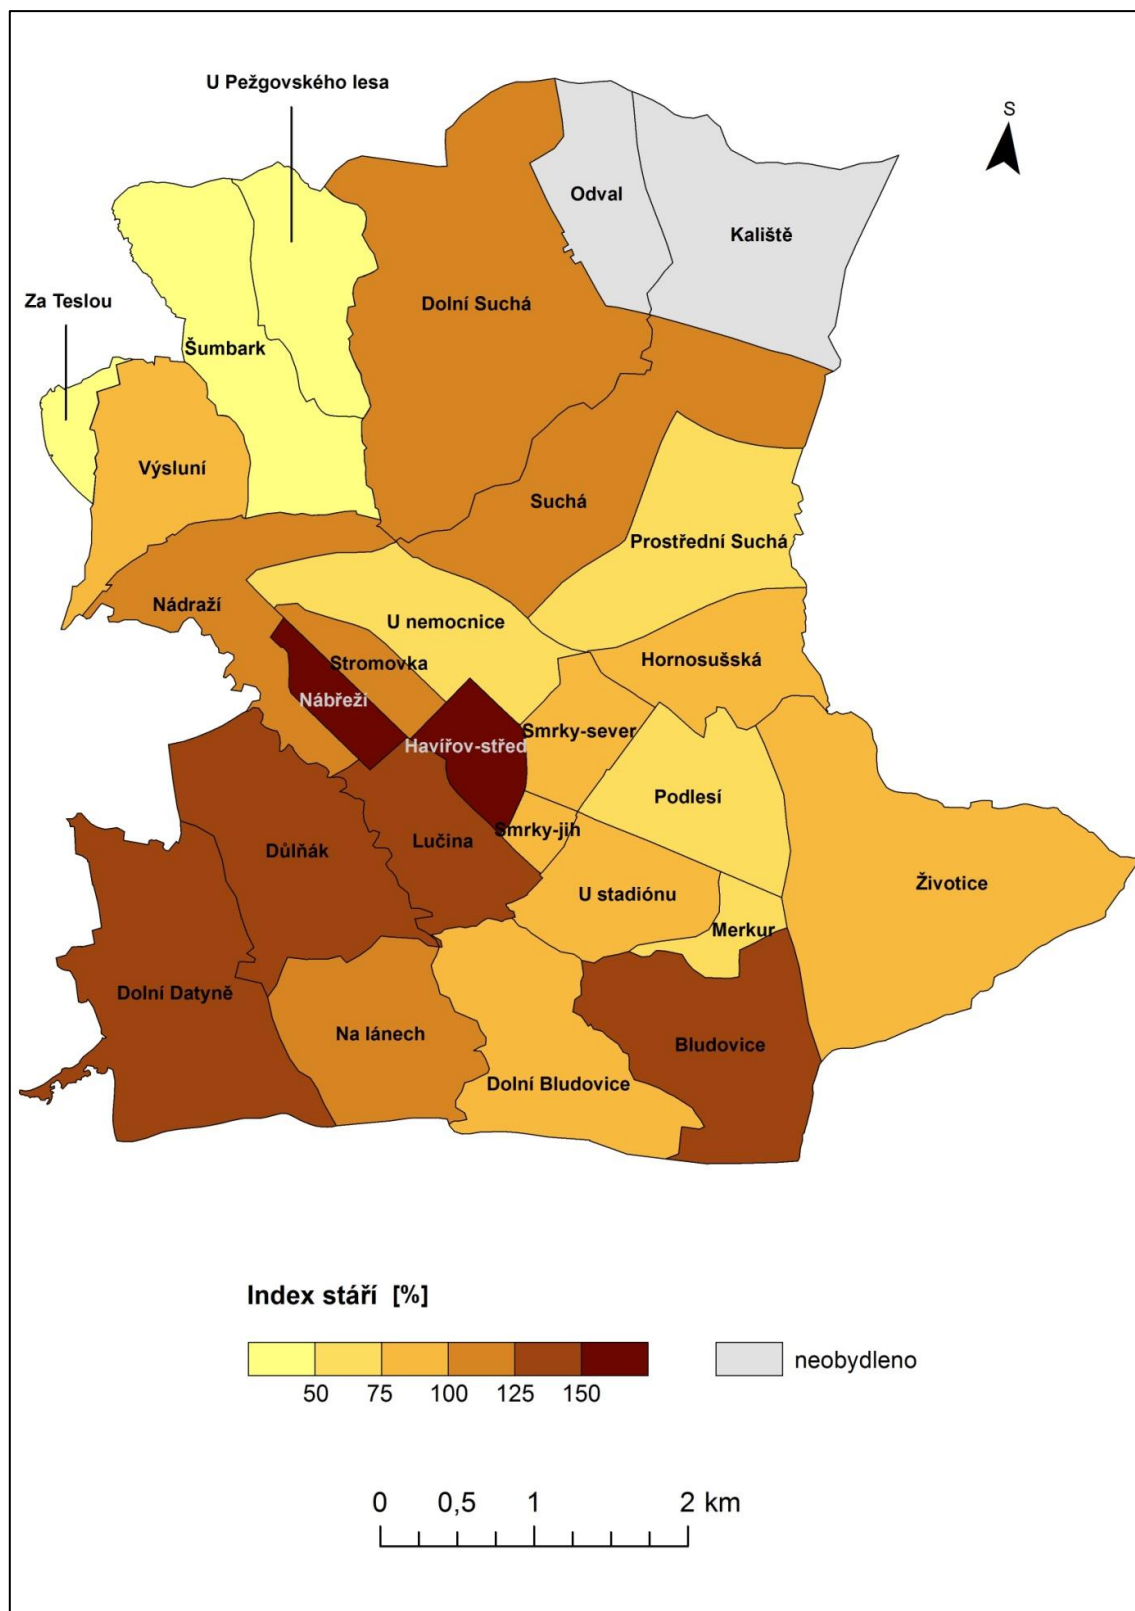 U Pežgovského lesa
S
Odval
Kaliště
Za Teslou
Dolní Suchá
Šumbark
Výsluní
Suchá
Prostřední Suchá
Nádraží
U nemocnice
Hornosušská
Stromovka
Nábřeží
Smrky-sever
Havířov-střed
Podlesí
Smrky-jih
Lučina
Důlňák
Životice
U stadiónu
Merkur
Dolní Datyně
Na lánech
Bludovice
Dolní Bludovice
Index stáří [%]
neobydleno
50 75 100 125 150
0 0,5 1 2 km